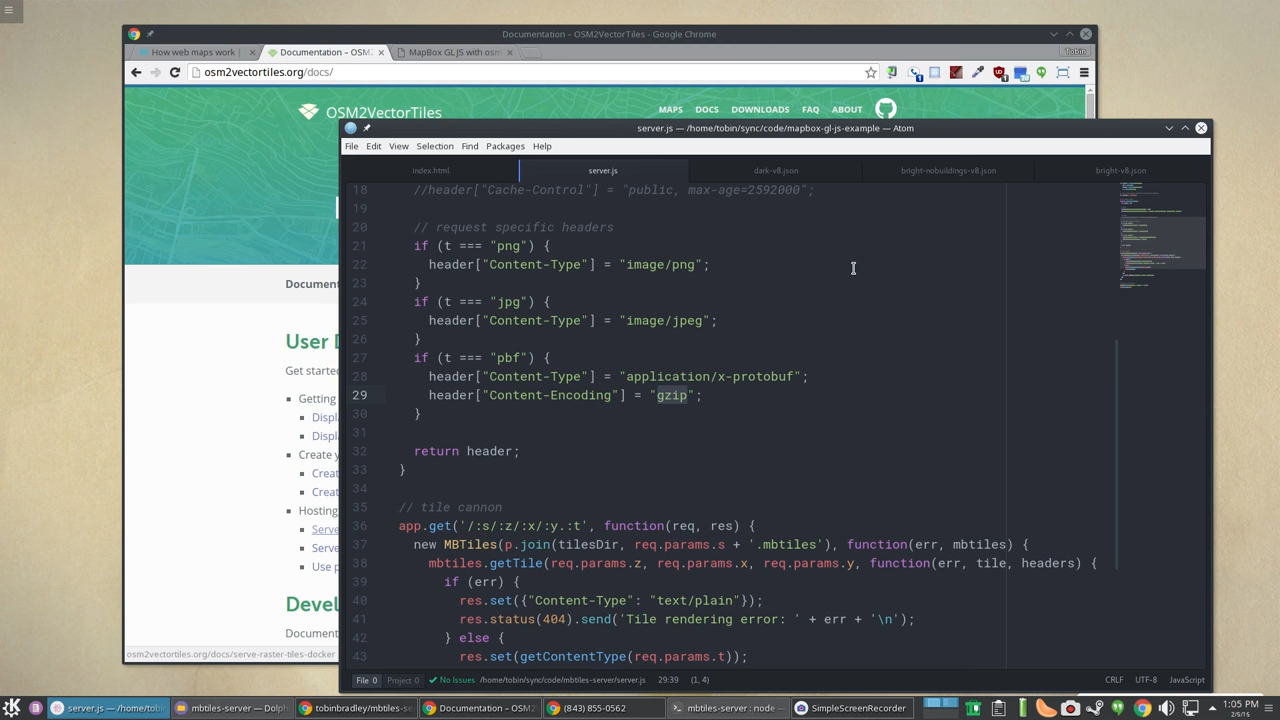 Documentation – OSM2VectorTiles - Google Chrome
How web maps work |
Documentation – OSM2
MapBox GL JS with osm
Tobin
osm2vectortiles.org/docs/
OSM2VectorTiles
MAPS DOCS DOWNLOADS FAQ ABOUT
server.js — /home/tobin/sync/code/mapbox-gl-js-example — Atom
File Edit View Selection Find Packages Help
index.html server.js dark-v8.json bright-nobuildings-v8.json bright-v8.json
18 //header["Cache-Control"] = "public, max-age=2592000";
19
20 // request specific headers
21 if (t === "png") {
22 header["Content-Type"] = "image/png";
23 }
24 if (t === "jpg") {
25 header["Content-Type"] = "image/jpeg";
26 }
27 if (t === "pbf") {
28 header["Content-Type"] = "application/x-protobuf";
29 header["Content-Encoding"] = "gzip";
30 }
31
32 return header;
33 }
34
35 // tile cannon
36 app.get('/:s/:z/:x/:y.:t', function(req, res) {
37 new MBTiles(p.join(tilesDir, req.params.s + '.mbtiles'), function(err, mbtiles) {
38 mbtiles.getTile(req.params.z, req.params.x, req.params.y, function(err, tile, headers) {
39 if (err) {
40 res.set({"Content-Type": "text/plain"});
41 res.status(404).send('Tile rendering error: ' + err + '\n');
42 } else {
43 res.set(getContentType(req.params.t));
File 0 Project 0 No Issues /home/tobin/sync/code/mbtiles-server/server.js 29:39 (1, 4) CRLF UTF-8 JavaScript
Document
User D
Get starte
Getting
Displ
Displ
Create y
Creat
Creat
Hosting
Serve
Serve
Use p
Devel
Document
osm2vectortiles.org/docs/serve-raster-tiles-docker
server.js — /home/tob
mbtiles-server — Dolph
tobinbradley/mbtiles-se
Documentation – OSM
(843) 855-0562
mbtiles-server : node —
SimpleScreenRecorder
1:05 PM
2/5/15